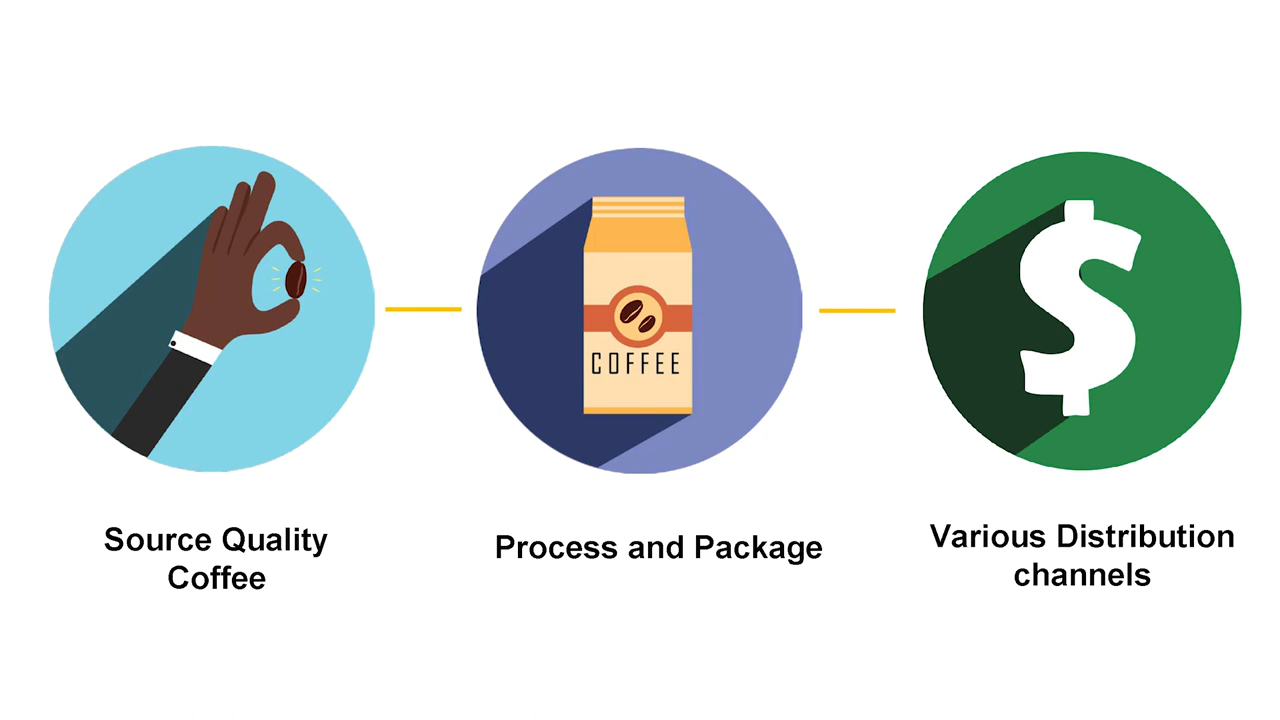 COFFEE
Source Quality
Coffee
Process and Package
Various Distribution
channels